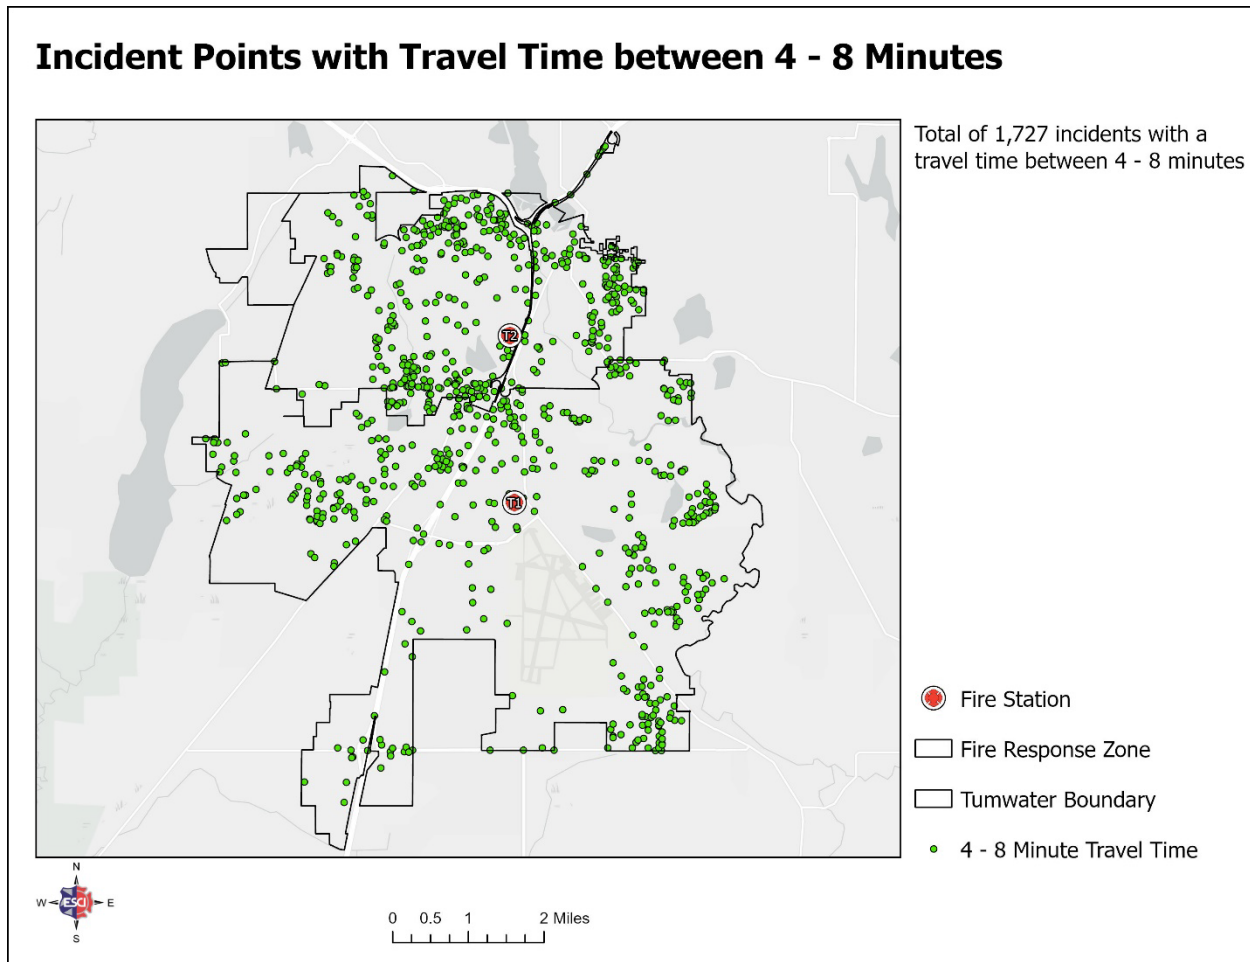 Incident Points with Travel Time between 4 - 8 Minutes
Total of 1,727 incidents with a
travel time between 4 - 8 minutes
T2
T1
Fire Station
Fire Response Zone
Tumwater Boundary
4 - 8 Minute Travel Time
N
W
ESCI
E
S
0 0.5 1 2 Miles